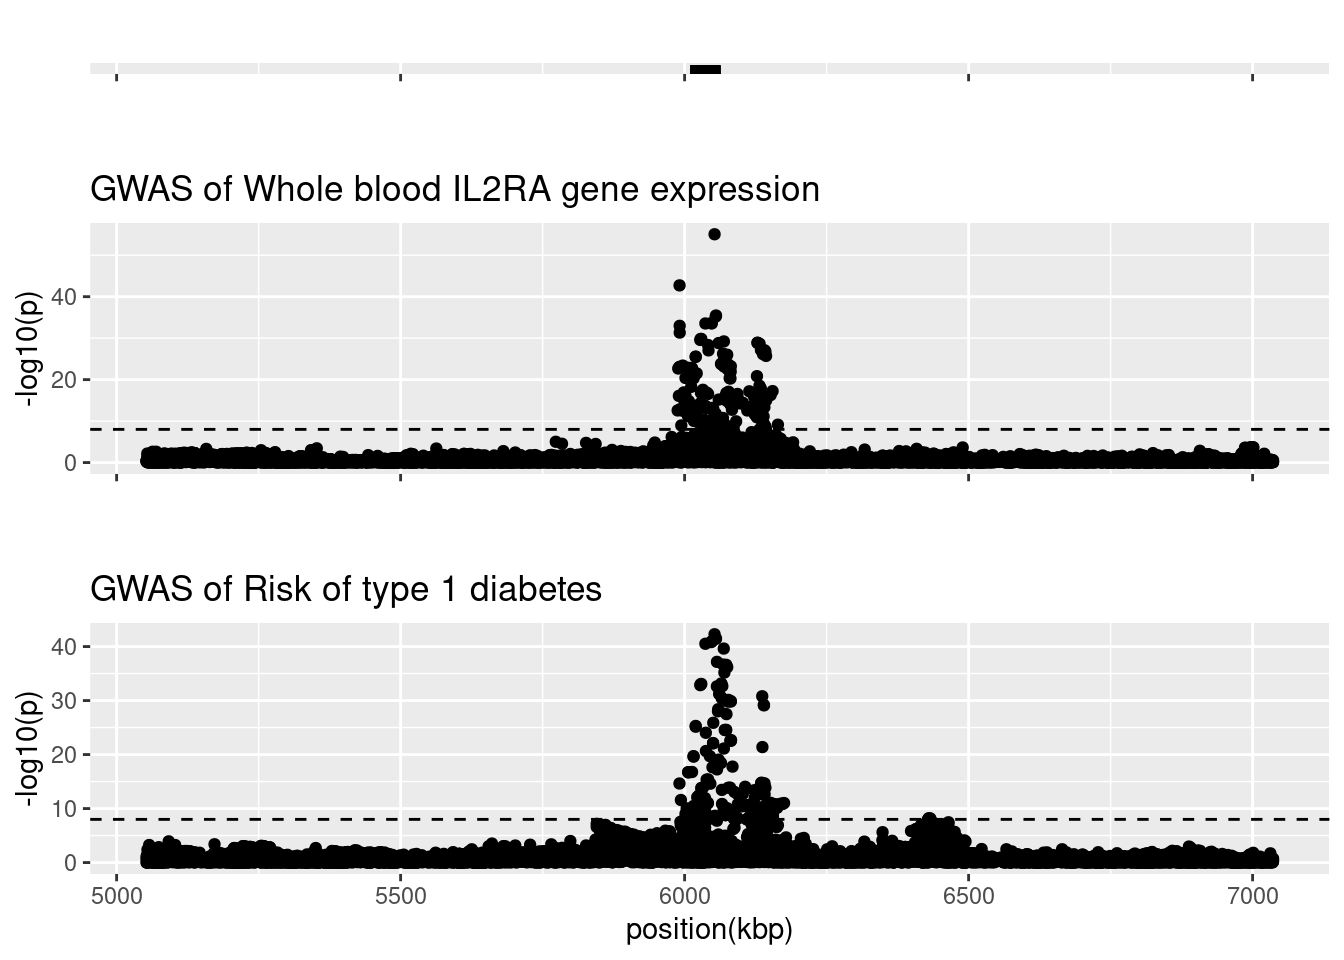 GWAS of Whole blood IL2RA gene expression
-log10(p)
40
20
0
GWAS of Risk of type 1 diabetes
-log10(p)
40
30
20
10
0
5000 5500 6000 6500 7000
position(kbp)